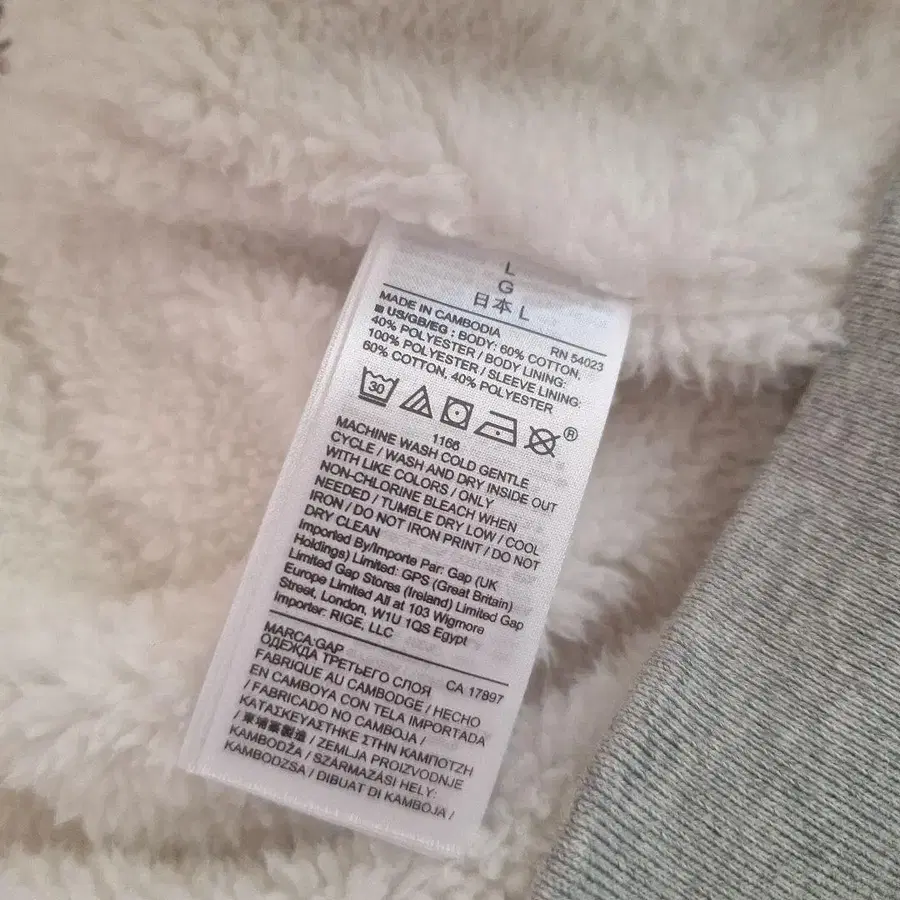 L
G
日本 L
MADE IN CAMBODIA RN 54023
US/GB/EG : BODY: 60% COTTON,
40% POLYESTER / BODY LINING:
100% POLYESTER / SLEEVE LINING:
60% COTTON, 40% POLYESTER
30 ®
1166
MACHINE WASH COLD GENTLE
CYCLE / WASH AND DRY INSIDE OUT
WITH LIKE COLORS / ONLY
NON-CHLORINE BLEACH WHEN
NEEDED / TUMBLE DRY LOW / COOL
IRON / DO NOT IRON PRINT / DO NOT
DRY CLEAN
Imported By/Importe Par: Gap (UK
Holdings) Limited: GPS (Great Britain)
Limited Gap Stores (Ireland) Limited Gap
Europe Limited All at 103 Wigmore
Street, London, W1U 1QS Egypt
Importer: RIGE, LLC
MARCA:GAP CA 17897
ОДЕЖДА ТРЕТЬЕГО СЛОЯ
FABRIQUE AU CAMBODGE / HECHO
EN CAMBOYA CON TELA IMPORTADA
/ FABRICADO NO CAMBOJA /
ΚΑΤΑΣΚΕΥΑΣΤΗΚΕ ΣΤΗΝ ΚΑΜΠΟΤΖΗ
/ 柬埔寨製造 / ZEMLJA PROIZVODNJE
KAMBODŽA / SZÁRMAZÁSI HELY:
KAMBODZSA / DIBUAT DI KAMBOJA /